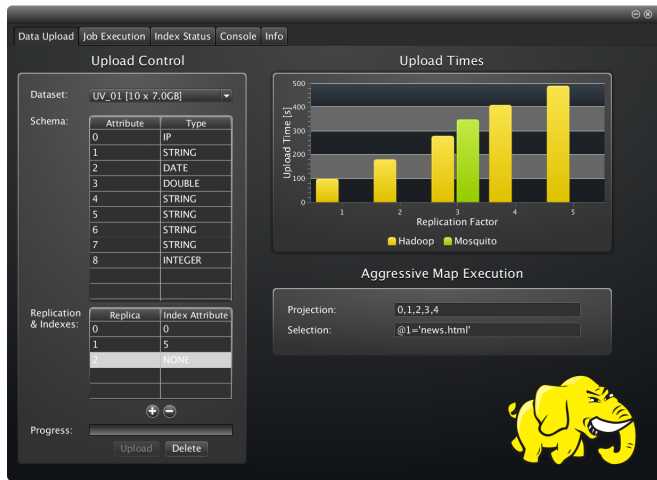 Data Upload Job Execution Index Status Console Info
Upload Control
Dataset: UV_01 [10 x 7.0GB]
Schema: Attribute Type
0 IP
1 STRING
2 DATE
3 DOUBLE
4 STRING
5 STRING
6 STRING
7 STRING
8 INTEGER
Replication & Indexes:
Replica Index Attribute
0 0
1 5
2 NONE
Progress:
Upload Delete
Upload Times
Upload Time [s]
500
400
300
200
100
0
1 2 3 4 5
Replication Factor
Hadoop Mosquito
Aggressive Map Execution
Projection: 0,1,2,3,4
Selection: @1='news.html'